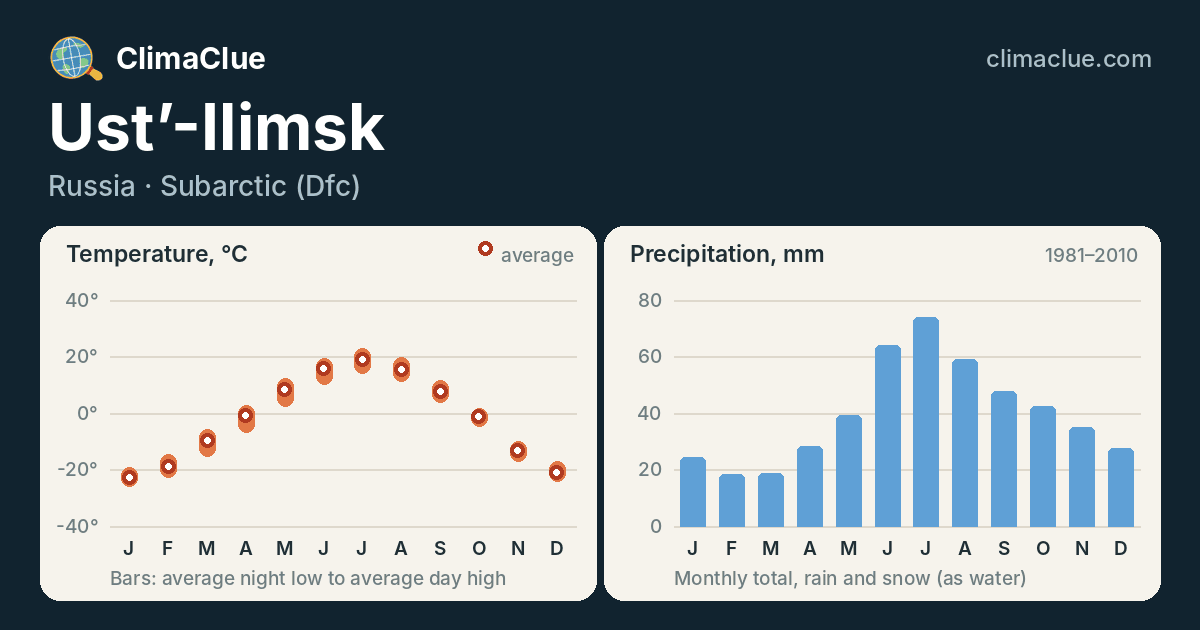 ClimaClue
climaclue.com
Ust’-Ilimsk
Russia · Subarctic (Dfc)
Temperature, °C
average
40°
20°
0°
-20°
-40°
J F M A M J J A S O N D
Bars: average night low to average day high
Precipitation, mm
1981–2010
80
60
40
20
0
J F M A M J J A S O N D
Monthly total, rain and snow (as water)